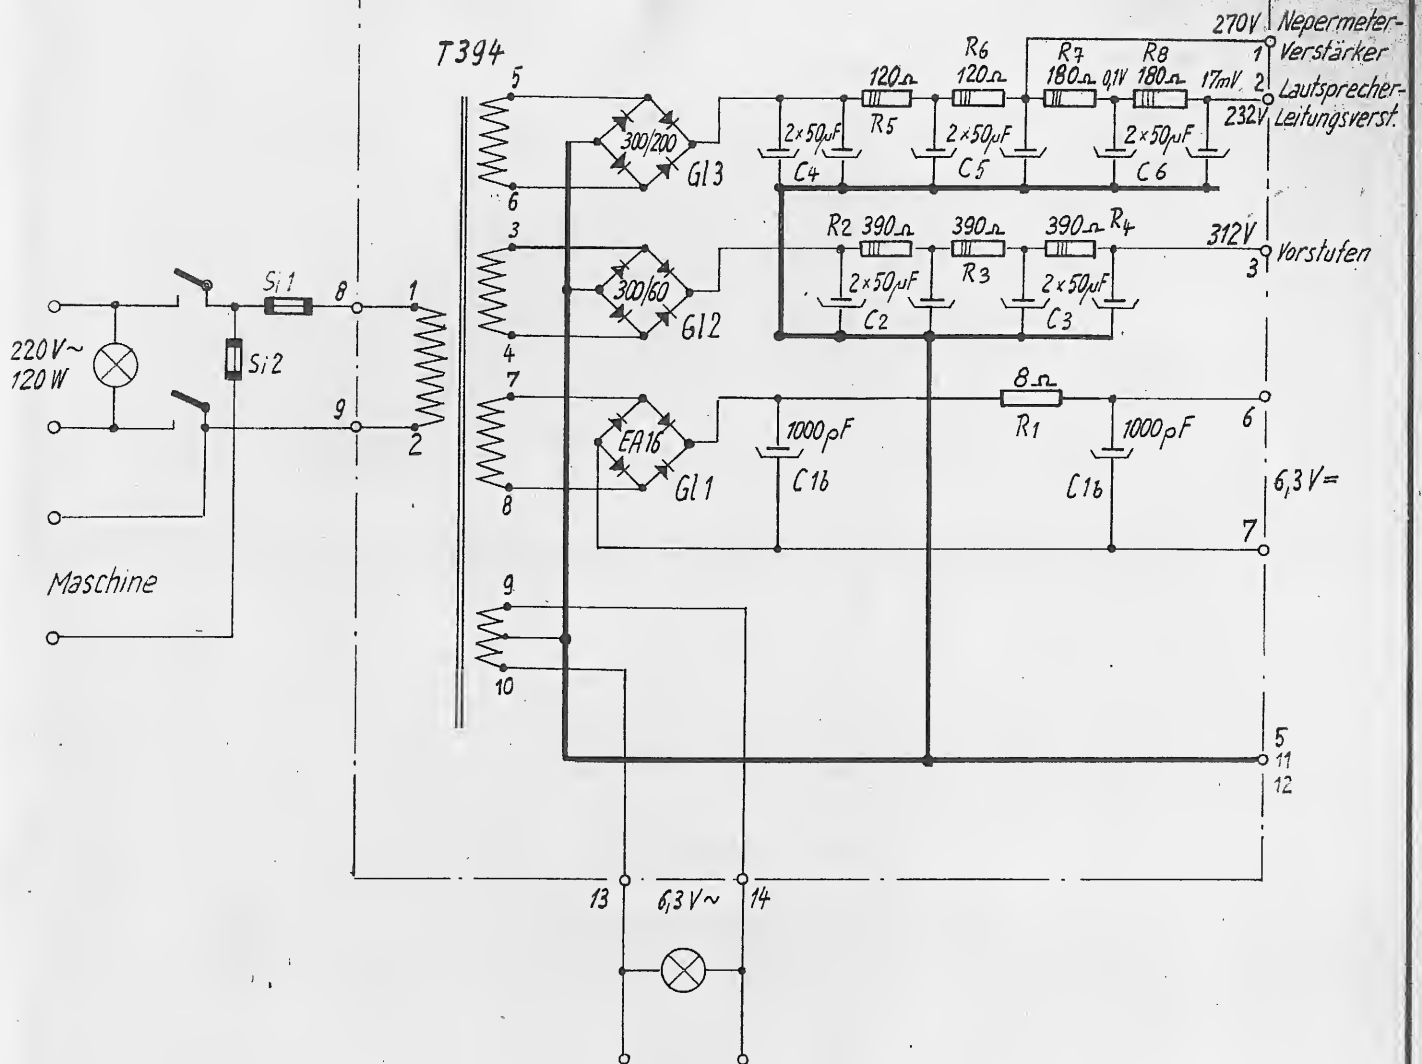 T394
270V
1
Nepermeter-
Verstärker
2
Lautsprecher-
Leitungsverst.
232V
17mV
0,1V
5
6
300/200
Gl3
120Ω
R5
R6
120Ω
R7
180Ω
R8
180Ω
2×50µF
C4
2×50µF
C5
2×50µF
C6
3
4
300/60
Gl2
R2 390Ω
390Ω
R3
390Ω R4
2×50µF
C2
2×50µF
C3
312V
3
Vorstufen
220V~
120W
Si1
Si2
8
9
1
2
7
8
EA16
Gl1
1000pF
C1b
8Ω
R1
1000pF
C1b
6
6,3V=
7
Maschine
9
10
5
11
12
13
6,3V~
14